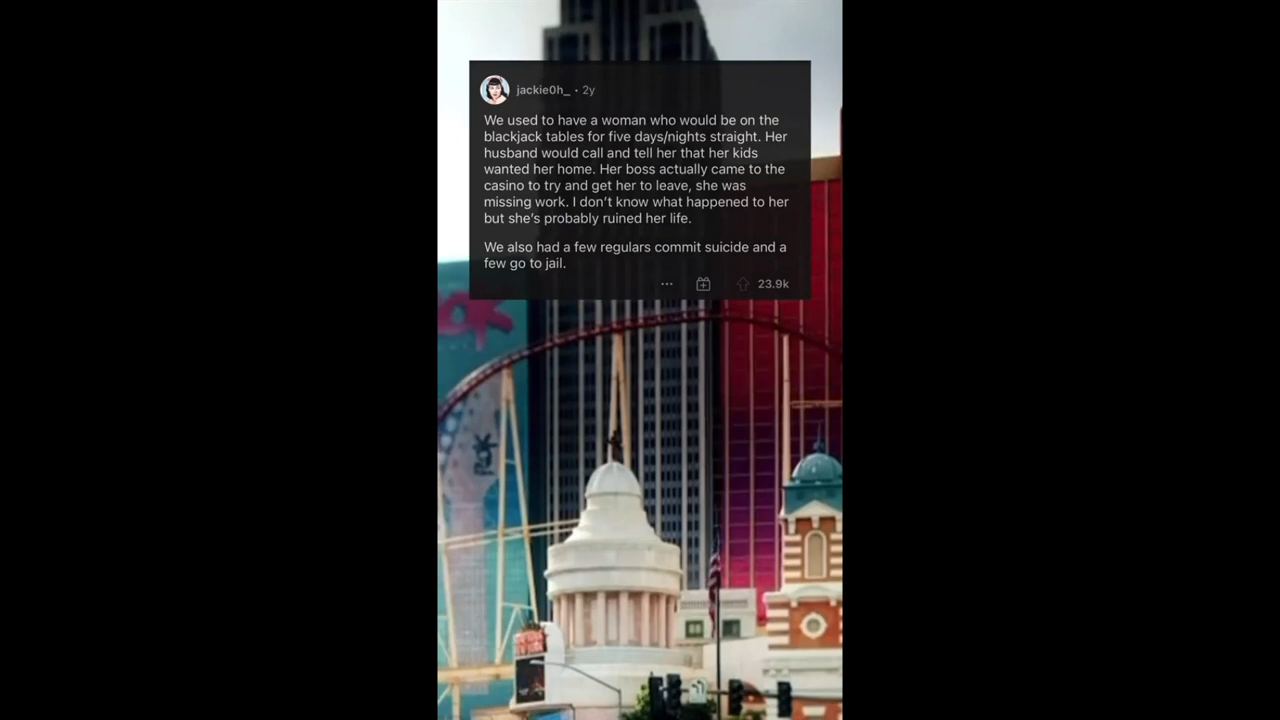 jackie0h_ • 2y
We used to have a woman who would be on the
blackjack tables for five days/nights straight. Her
husband would call and tell her that her kids
wanted her home. Her boss actually came to the
casino to try and get her to leave, she was
missing work. I don’t know what happened to her
but she’s probably ruined her life.
We also had a few regulars commit suicide and a
few go to jail.
23.9k